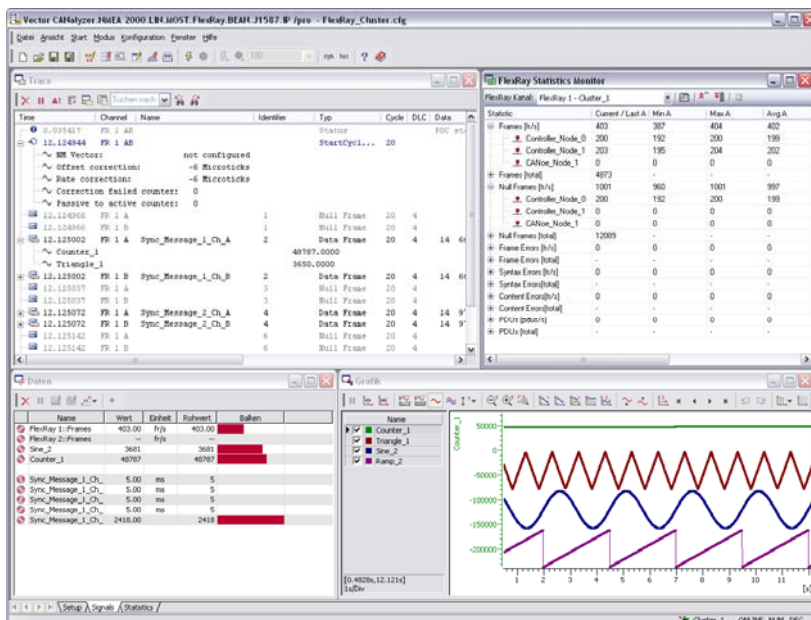 Vector CANalyzer.NMEA 2000.LIN.MOST.FlexRay.BEAN.J1587.IP /pro - FlexRay_Cluster.cfg
Datei Ansicht Start Modus Konfiguration Fenster Hilfe
100 sym hex
Trace
Suchen nach
Time Channel Name Identifier Typ Cycle DLC Data
0.035417 FR 1 AB Status POC st
12.124944 FR 1 AB StartCycl... 20
NM Vector: not configured
Offset correction: -6 Microticks
Rate correction: -6 Microticks
Correction failed counter: 0
Passive to active counter: 0
12.124966 FR 1 A 1 Null Frame 20 4
12.124966 FR 1 B 1 Null Frame 20 4
12.125002 FR 1 A Sync_Message_1_Ch_A 2 Data Frame 20 4 14 6
Counter_1 48787.0000
Triangle_1 3650.0000
12.125002 FR 1 B Sync_Message_1_Ch_B 2 Data Frame 20 4 14 6
12.125037 FR 1 A 3 Null Frame 20 4
12.125037 FR 1 B 3 Null Frame 20 4
12.125072 FR 1 A Sync_Message_2_Ch_A 4 Data Frame 20 4 14 9
12.125072 FR 1 B Sync_Message_2_Ch_B 4 Data Frame 20 4 14 9
12.125142 FR 1 A 6 Null Frame 20 4
12.125142 FR 1 B 6 Null Frame 20 4
FlexRay Statistics Monitor
FlexRay Kanal: FlexRay 1 - Cluster_1
Statistic Current / Last A Min A Max A Avg A
Frames [fr/s] 403 387 404 402
Controller_Node_0 200 192 200 199
Controller_Node_1 203 195 204 202
CANoe_Node_1 0 0 0 0
Frames [total] 4873 - - -
Null Frames [fr/s] 1001 960 1001 997
Controller_Node_0 200 192 200 199
Controller_Node_1 0 0 0 0
CANoe_Node_1 0 0 0 0
Null Frames [total] 12089 - - -
Frame Errors [fr/s] 0 0 0 0
Frame Errors [total] - - - -
Syntax Errors [fr/s] 0 0 0 0
Syntax Errors [total] - - - -
Content Errors[fr/s] 0 0 0 0
Content Errors[total] - - - -
PDUs [pdus/s] 0 0 0 0
PDUs [total] - - - -
Daten
Name Wert Einheit Rohwert Balken
FlexRay 1::Frames 403.00 fr/s 403.00
FlexRay 2::Frames -- fr/s --
Sine_2 3681 3681
Counter_1 48787 48787
Sync_Message_1_Ch_ 5.00 ms 5
Sync_Message_1_Ch_ 5.00 ms 5
Sync_Message_1_Ch_ 5.00 ms 5
Sync_Message_1_Ch_ 5.00 ms 5
Sync_Message_1_Ch_ 2418.00 2418
Grafik
Name
Counter_1
Triangle_1
Sine_2
Ramp_2
[0.4828s,12.121s]
1s/Div
Counter_1
50000
0
-50000
-100000
-150000
-200000
1 2 3 4 5 6 7 8 9 10 11
[s]
Setup Signals Statistics